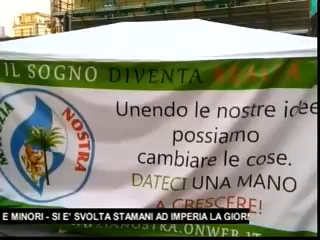 IL SOGNO DIVENTA REALTÀ
Unendo le nostre idee
possiamo
cambiare le cose.
DATECI UNA MANO
A CRESCERE!
NOSTRA
E MINORI - SI E' SVOLTA STAMANI AD IMPERIA LA GIOR